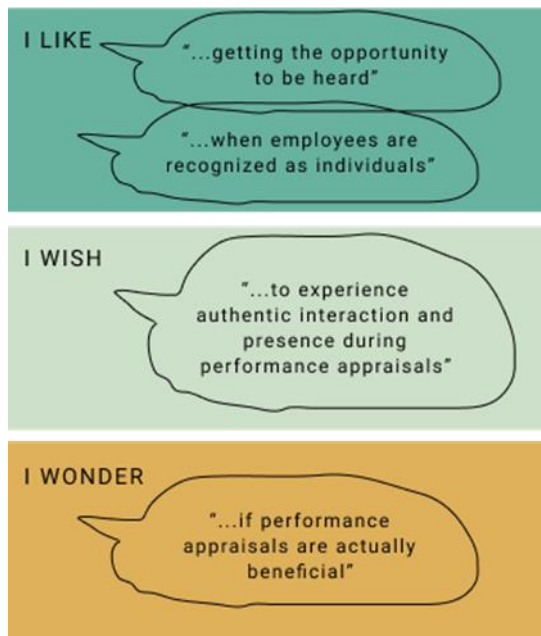 I LIKE
“...getting the opportunity
to be heard”
“...when employees are
recognized as individuals”
I WISH
“...to experience
authentic interaction and
presence during
performance appraisals”
I WONDER
“...if performance
appraisals are actually
beneficial”